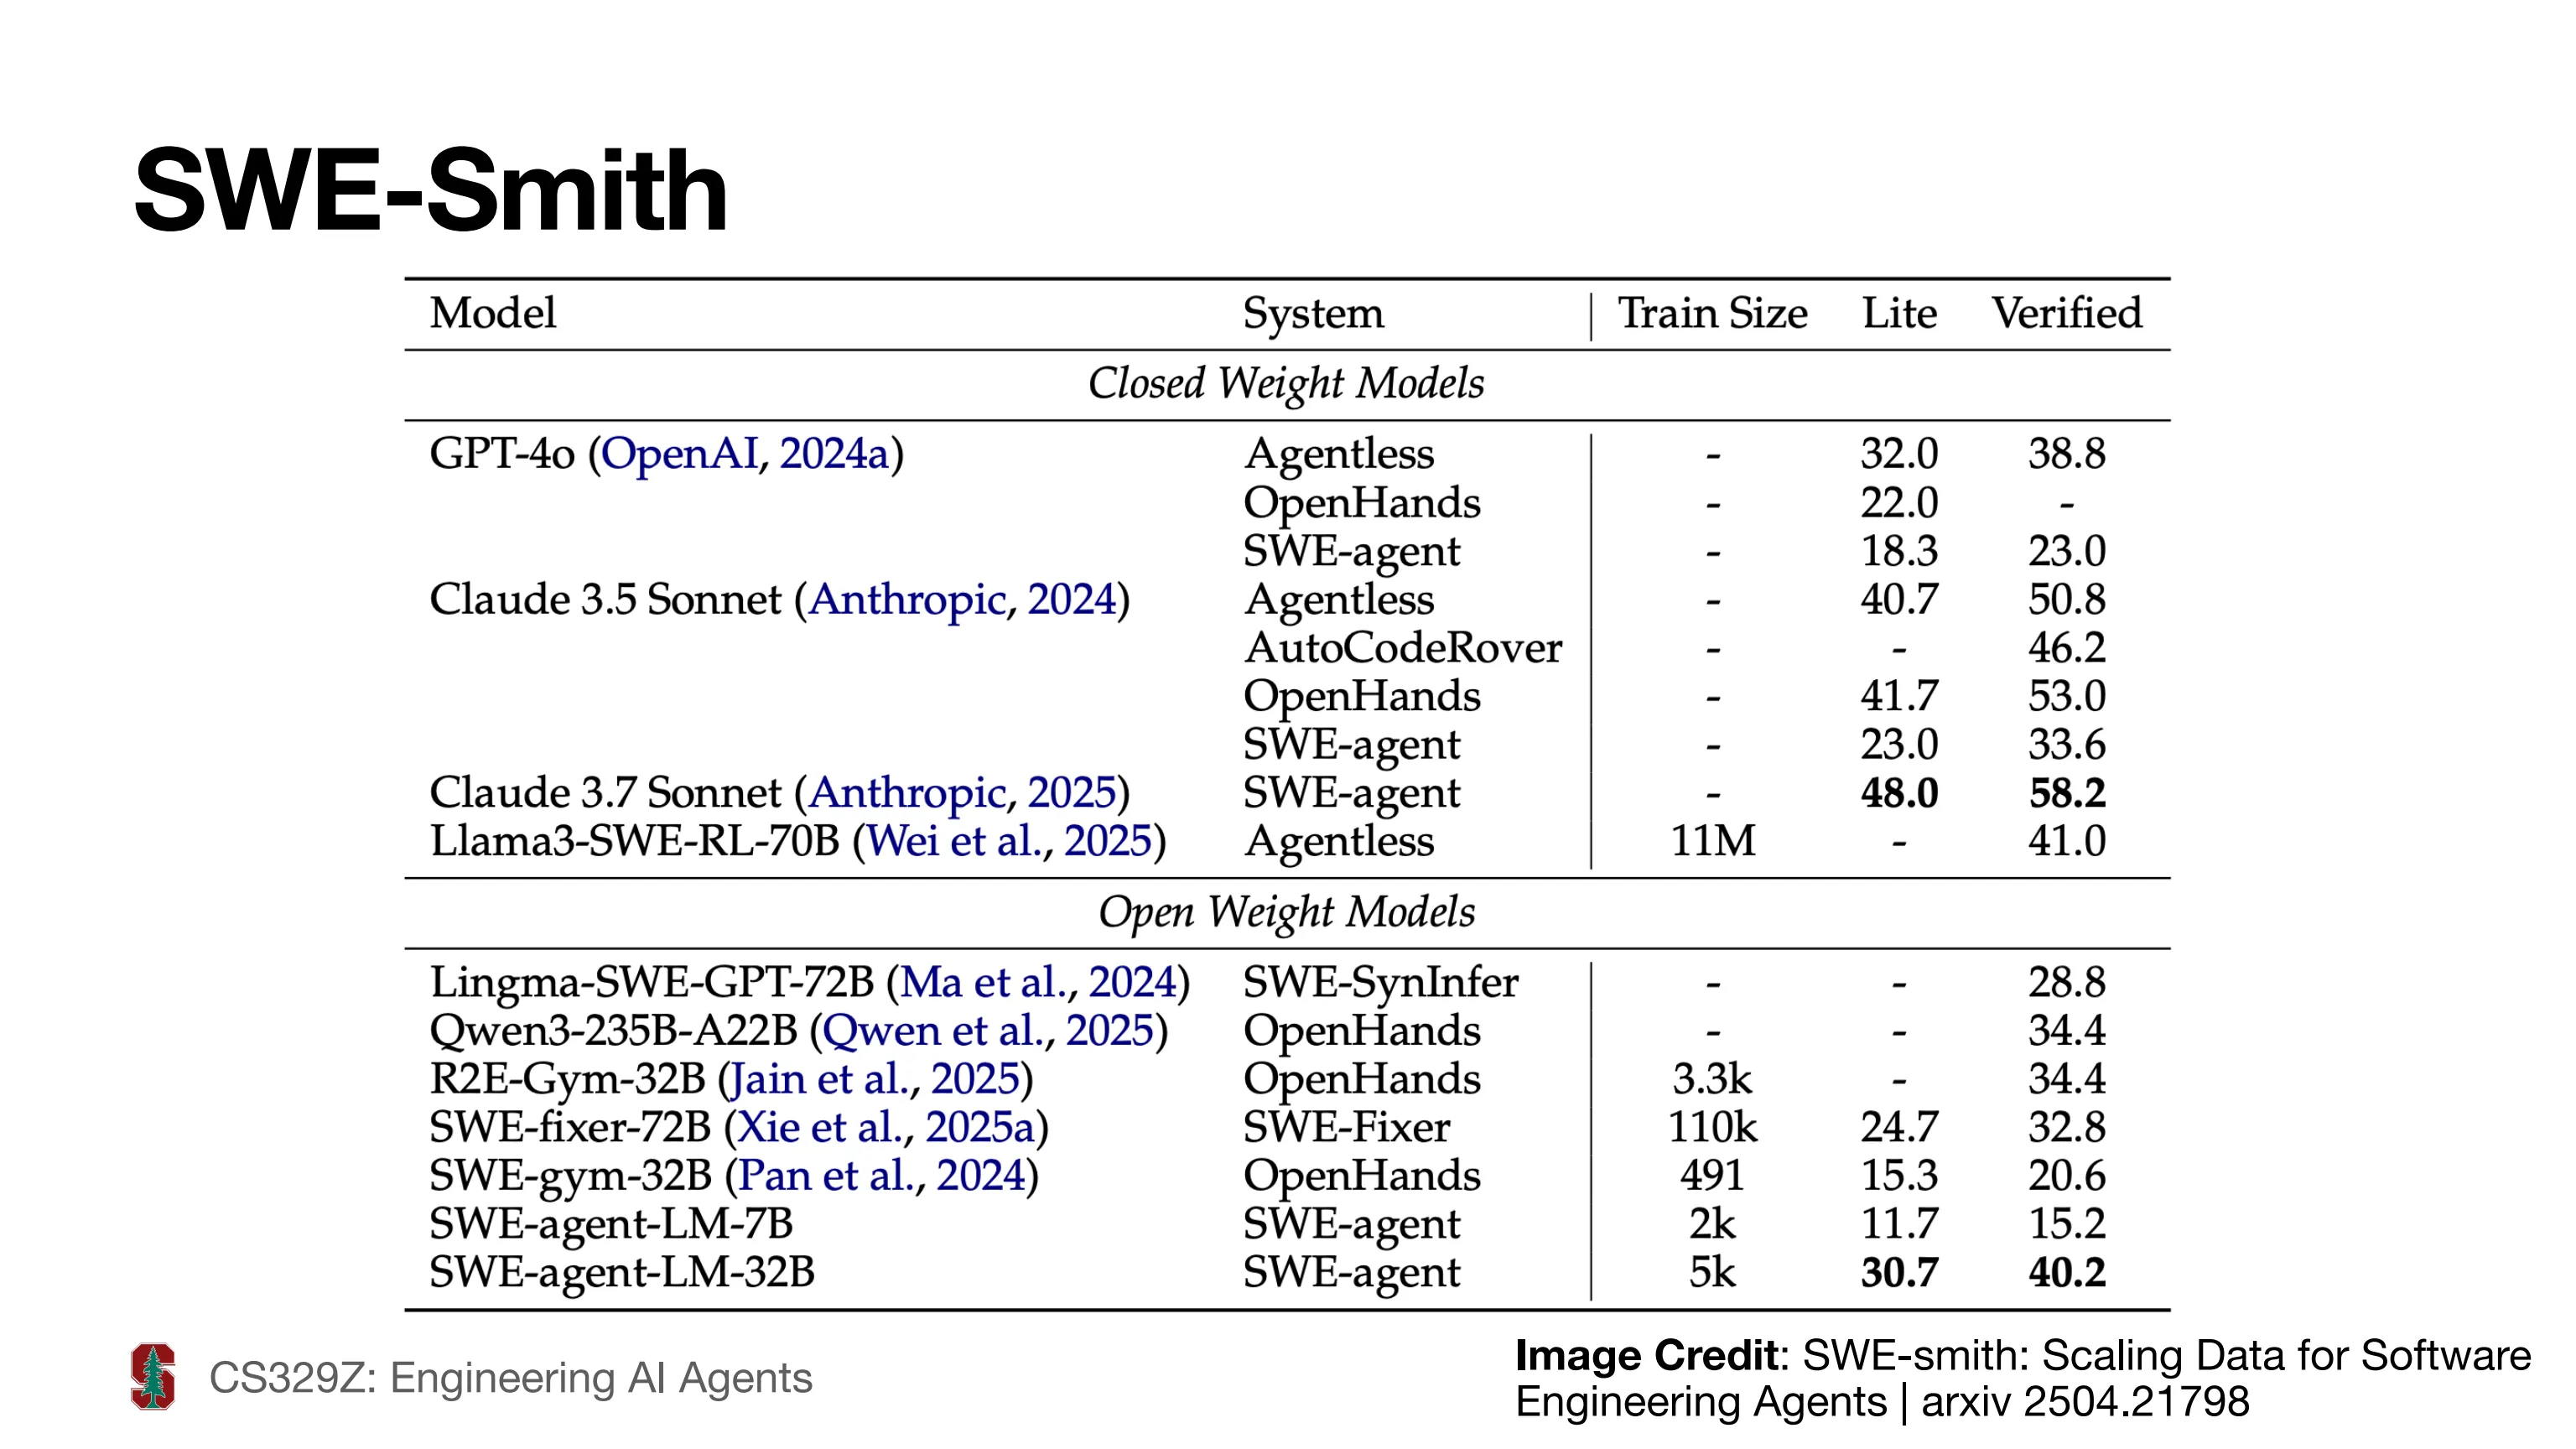 SWE-Smith
Model System Train Size Lite Verified
Closed Weight Models
GPT-4o (OpenAI, 2024a) Agentless - 32.0 38.8
OpenHands - 22.0 -
SWE-agent - 18.3 23.0
Claude 3.5 Sonnet (Anthropic, 2024) Agentless - 40.7 50.8
AutoCodeRover - - 46.2
OpenHands - 41.7 53.0
SWE-agent - 23.0 33.6
Claude 3.7 Sonnet (Anthropic, 2025) SWE-agent - 48.0 58.2
Llama3-SWE-RL-70B (Wei et al., 2025) Agentless 11M - 41.0
Open Weight Models
Lingma-SWE-GPT-72B (Ma et al., 2024) SWE-SynInfer - - 28.8
Qwen3-235B-A22B (Qwen et al., 2025) OpenHands - - 34.4
R2E-Gym-32B (Jain et al., 2025) OpenHands 3.3k - 34.4
SWE-fixer-72B (Xie et al., 2025a) SWE-Fixer 110k 24.7 32.8
SWE-gym-32B (Pan et al., 2024) OpenHands 491 15.3 20.6
SWE-agent-LM-7B SWE-agent 2k 11.7 15.2
SWE-agent-LM-32B SWE-agent 5k 30.7 40.2
CS329Z: Engineering AI Agents
Image Credit: SWE-smith: Scaling Data for Software
Engineering Agents | arxiv 2504.21798